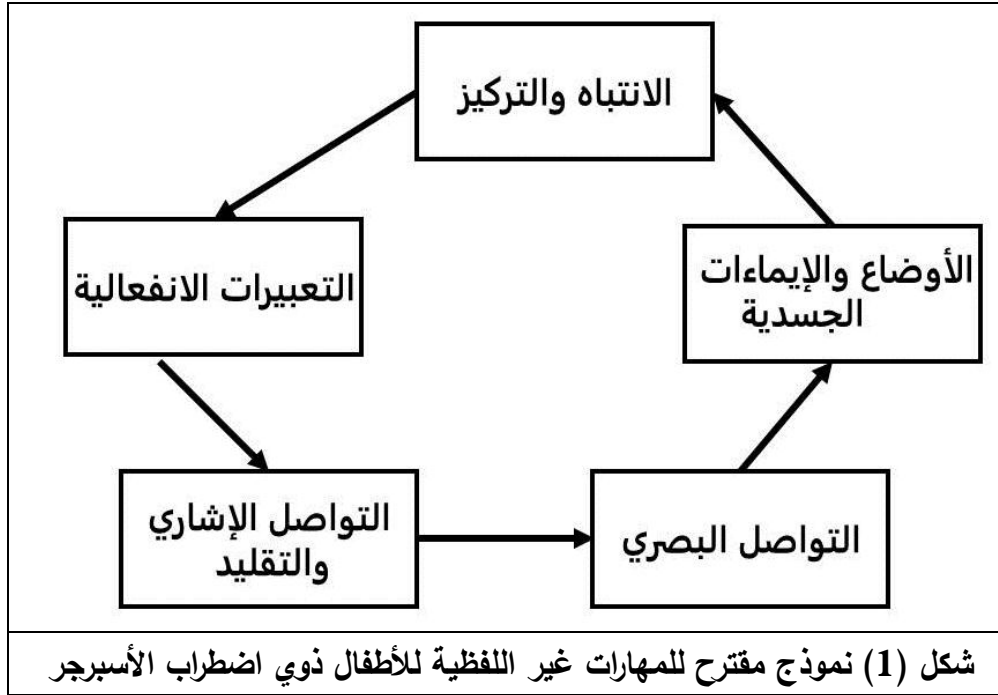 الانتباه والتركيز
التعبيرات الانفعالية
الأوضاع والإيماءات
الجسدية
التواصل الإشاري
والتقليد
التواصل البصري
شكل (1) نموذج مقترح للمهارات غير اللفظية للأطفال ذوي اضطراب الأسبرجر